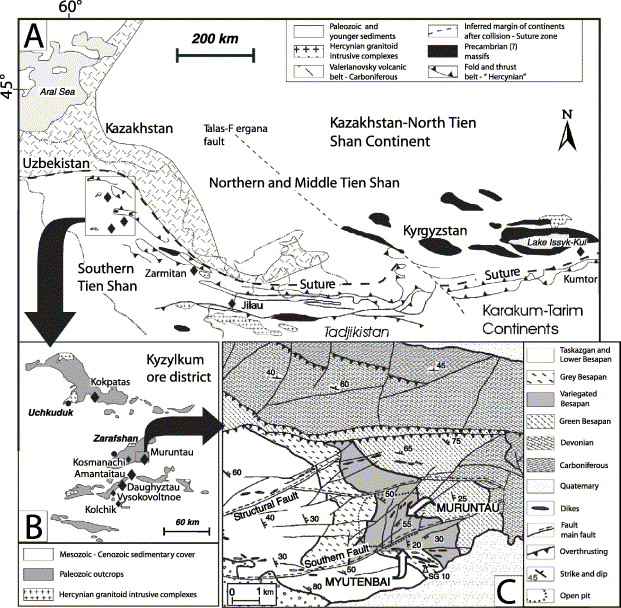 60°
A
45°
200 km
Paleozoic and
younger sediments
Hercynian granitoid
intrusive complexes
Valerianovsky volcanic
belt - Carboniferous
Inferred margin of continents
after collision - Suture zone
Precambrian (?)
massifs
Fold and thrust
belt - "Hercynian"
Aral Sea
Kazakhstan
Uzbekistan
Talas-F ergana
fault
Kazakhstan-North Tien
Shan Continent
N
Northern and Middle Tien Shan
Kyrgyzstan
Lake Issyk-Kul
Southern
Tien Shan
Zarmitan
Suture
Suture
Kumtor
Jilau
Tadjikistan
Karakum-Tarim
Continents
Kyzylkum
ore district
Kokpatas
Uchkuduk
Zarafshan
Muruntau
Kosmanachi
Amantaitau
Daughyztau
Vysokovoltnoe
Kolchik
B
60 km
Mesozoic - Cenozoic sedimentary cover
Paleozoic outcrops
Hercynian granitoid intrusive complexes
40
60
45
75
55
60
50
25
Structural Fault
MURUNTAU
40
30
55
50
30
20
30
Southern Fault
MYUTENBAI
SG 10
80
0 1 km
C
Taskazgan and
Lower Besapan
Grey Besapan
Variegated
Besapan
Green Besapan
Devonian
Carboniferous
Quaternary
Dikes
Fault
main fault
Overthrusting
45
Strike and dip
Open pit